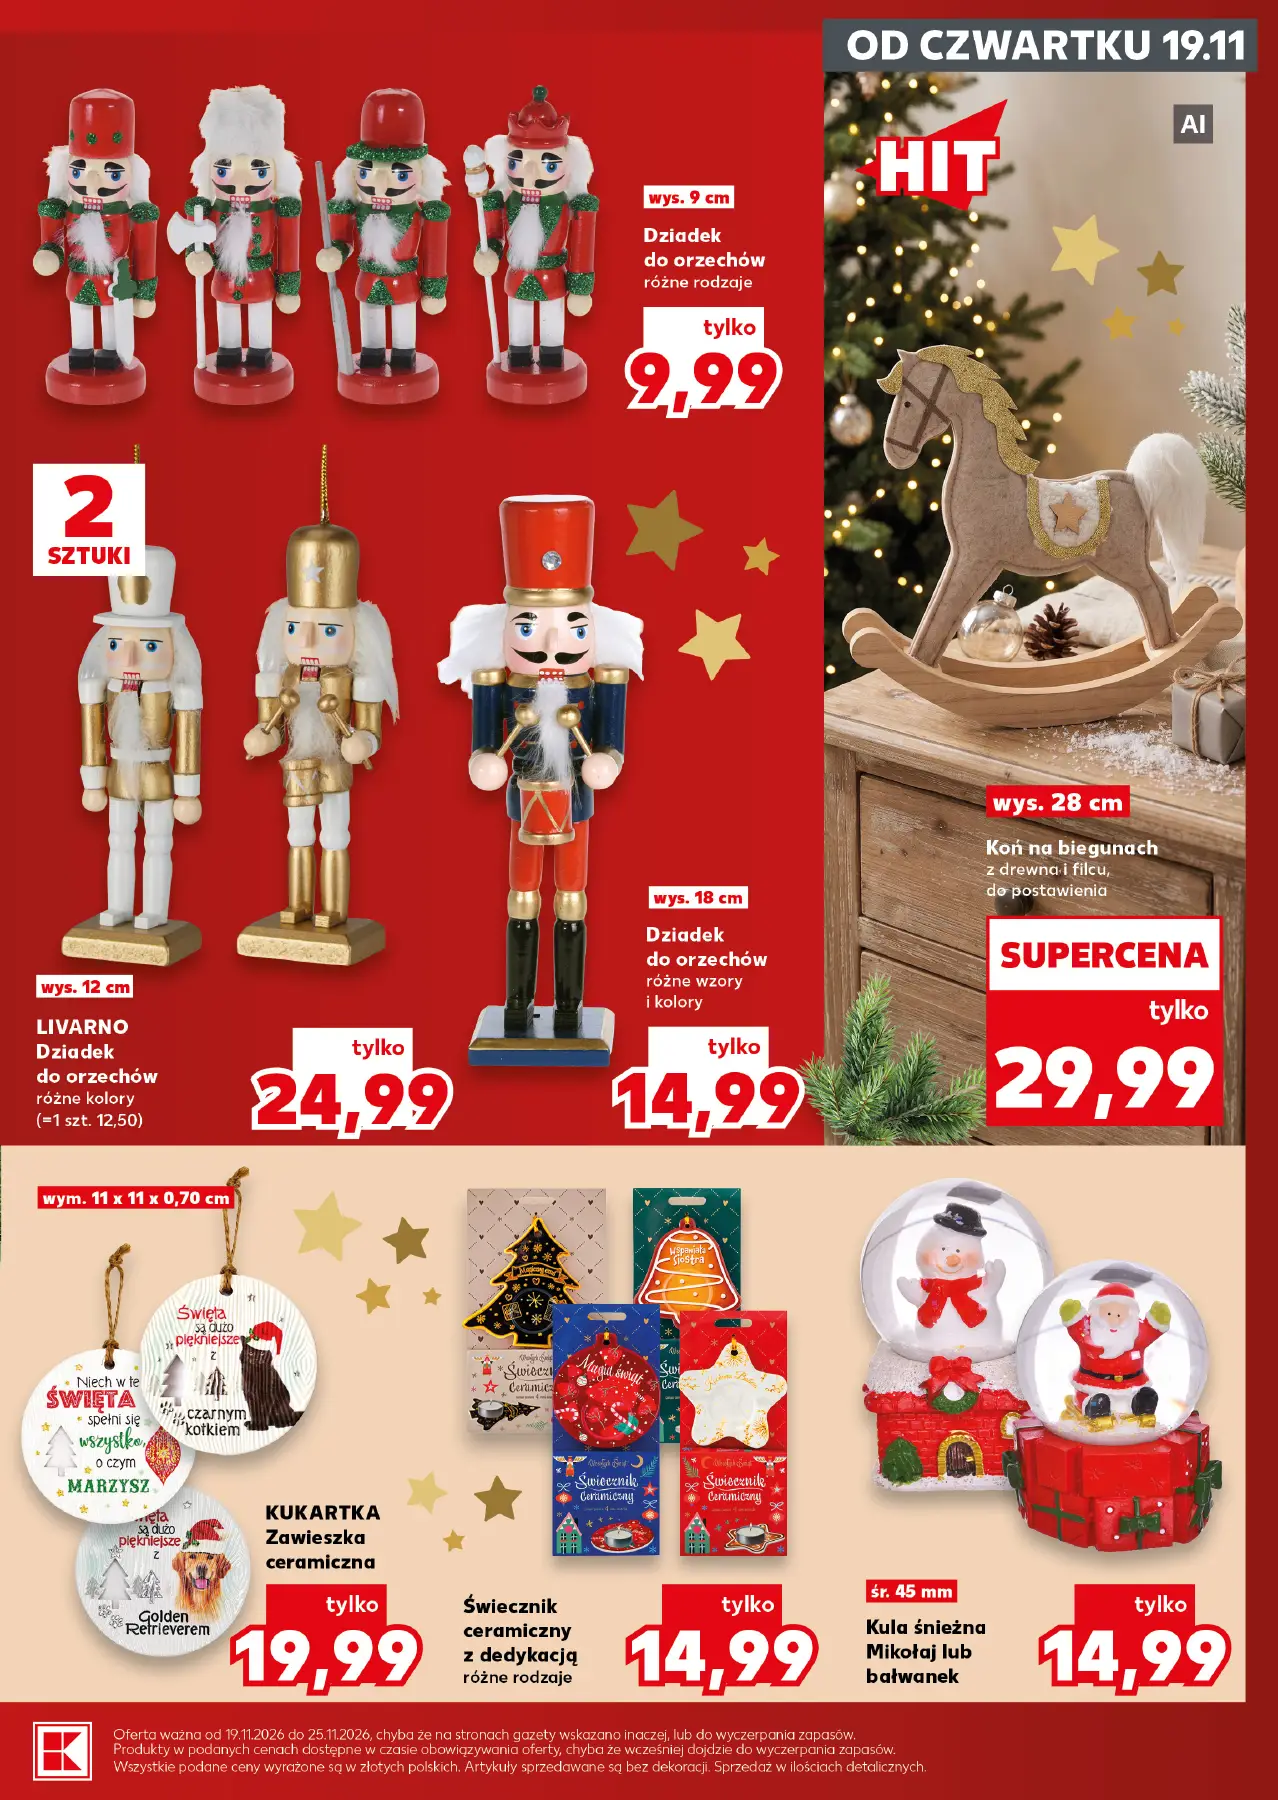 OD CZWARTKU 19.11
AI
HIT
wys. 9 cm
Dziadek
do orzechów
różne rodzaje
tylko
9,99
2
SZTUKI
wys. 12 cm
LIVARNO
Dziadek
do orzechów
różne kolory
(=1 szt. 12,50)
tylko
24,99
wys. 18 cm
Dziadek
do orzechów
różne wzory
i kolory
tylko
14,99
wys. 28 cm
Koń na biegunach
z drewna i filcu,
do postawienia
SUPERCENA
tylko
29,99
wym. 11 x 11 x 0,70 cm
Święta
są dużo
piękniejsze
z
czarnym
kotkiem
Niech w te
ŚWIĘTA
spełni się
wszystko,
o czym
MARZYSZ
są dużo
piękniejsze
z
Golden
Retrieverem
KUKARTKA
Zawieszka
ceramiczna
tylko
19,99
Wspaniała
Siostra
Magia świąt
Świecznik
Ceramiczny
Świecznik
Ceramiczny
Świecznik
ceramiczny
z dedykacją
różne rodzaje
tylko
14,99
śr. 45 mm
Kula śnieżna
Mikołaj lub
bałwanek
tylko
14,99
Oferta ważna od 19.11.2026 do 25.11.2026, chyba że na stronach gazety wskazano inaczej, lub do wyczerpania zapasów.
Produkty w podanych cenach dostępne w czasie obowiązywania oferty, chyba że wcześniej dojdzie do wyczerpania zapasów.
Wszystkie podane ceny wyrażone są w złotych polskich. Artykuły sprzedawane są bez dekoracji. Sprzedaż w ilościach detalicznych.